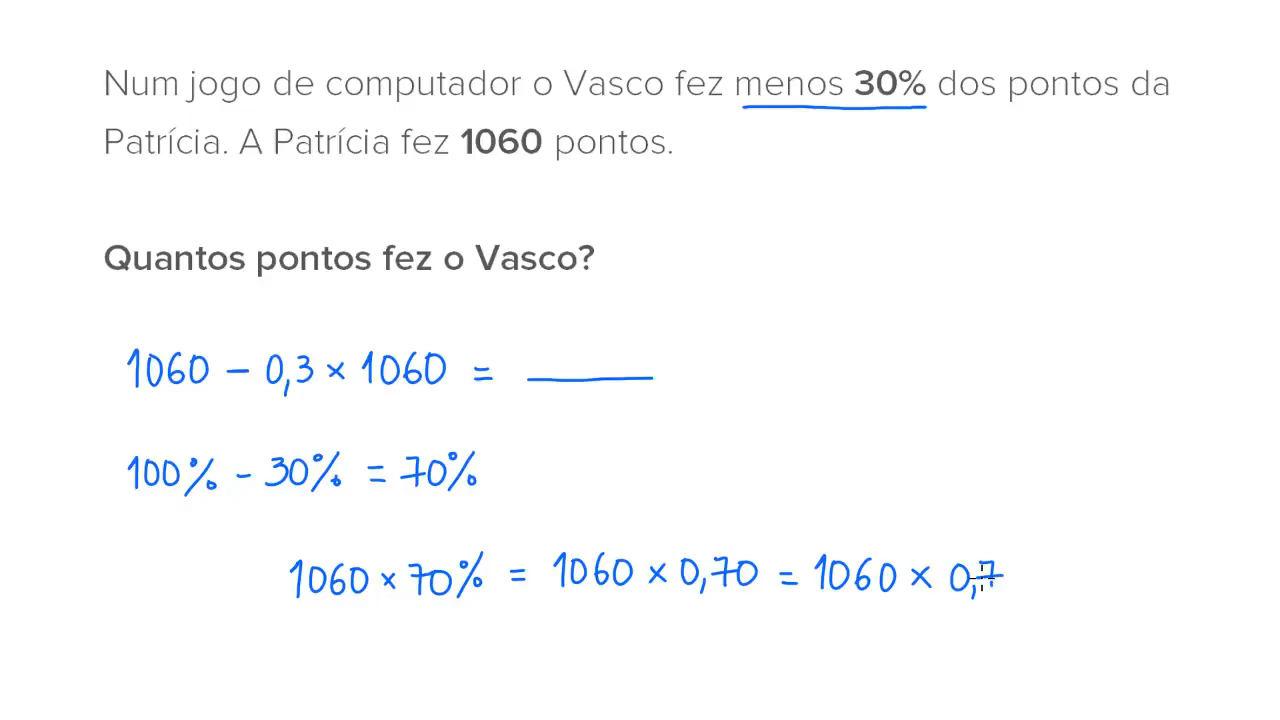 Num jogo de computador o Vasco fez menos 30% dos pontos da
Patrícia. A Patrícia fez 1060 pontos.
Quantos pontos fez o Vasco?
1060 - 0,3 × 1060 = ____
100% - 30% = 70%
1060 × 70% = 1060 × 0,70 = 1060 × 0,7